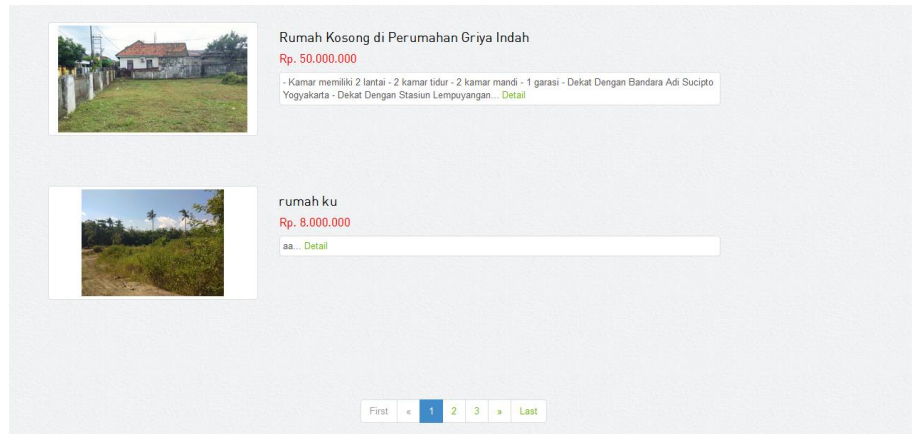 Rumah Kosong di Perumahan Griya Indah
Rp. 50.000.000
- Kamar memiliki 2 lantai - 2 kamar tidur - 2 kamar mandi - 1 garasi - Dekat Dengan Bandara Adi Sucipto
Yogyakarta - Dekat Dengan Stasiun Lempuyangan... Detail
rumah ku
Rp. 8.000.000
aa... Detail
First « 1 2 3 » Last